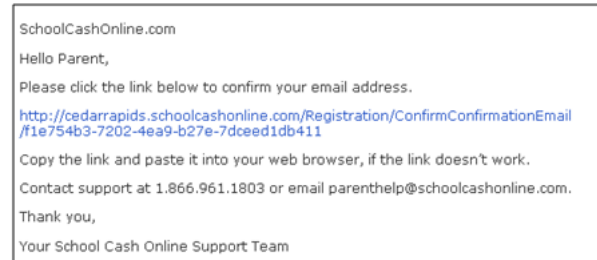 SchoolCashOnline.com
Hello Parent,
Please click the link below to confirm your email address.
http://cedarrapids.schoolcashonline.com/Registration/ConfirmConfirmationEmail
/f1e754b3-7202-4ea9-b27e-7dceed1db411
Copy the link and paste it into your web browser, if the link doesn't work.
Contact support at 1.866.961.1803 or email parenthelp@schoolcashonline.com.
Thank you,
Your School Cash Online Support Team